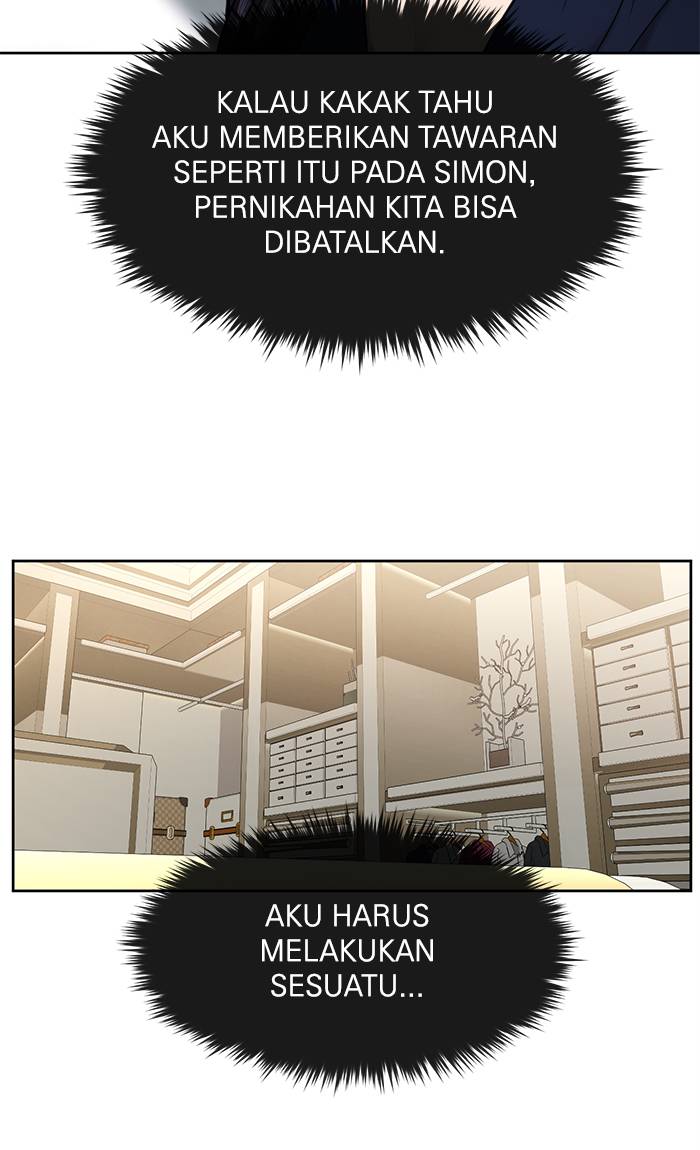 KALAU KAKAK TAHU
AKU MEMBERIKAN TAWARAN
SEPERTI ITU PADA SIMON,
PERNIKAHAN KITA BISA
DIBATALKAN.
AKU HARUS
MELAKUKAN
SESUATU...